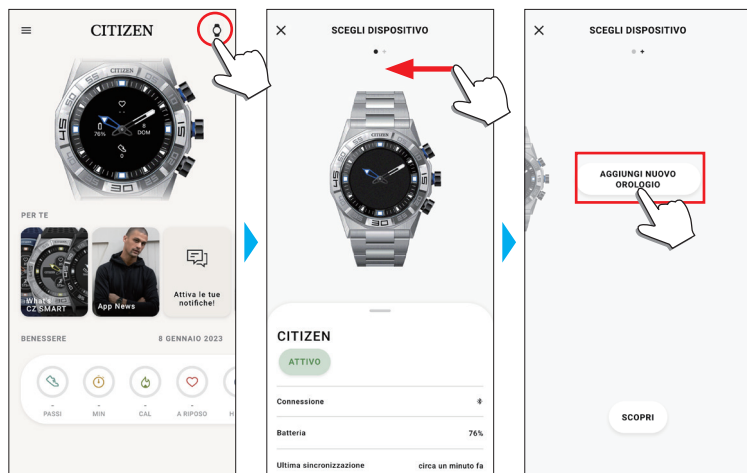 CITIZEN
CITIZEN
76%
8
DOM
0
PER TE
What's
CZ SMART
App News
Attiva le tue
notifiche!
BENESSERE
8 GENNAIO 2023
-
PASSI
-
MIN
-
CAL
-
A RIPOSO
H
SCEGLI DISPOSITIVO
CITIZEN
CITIZEN
ATTIVO
Connessione
Batteria
76%
Ultima sincronizzazione
circa un minuto fa
SCEGLI DISPOSITIVO
AGGIUNGI NUOVO
OROLOGIO
SCOPRI